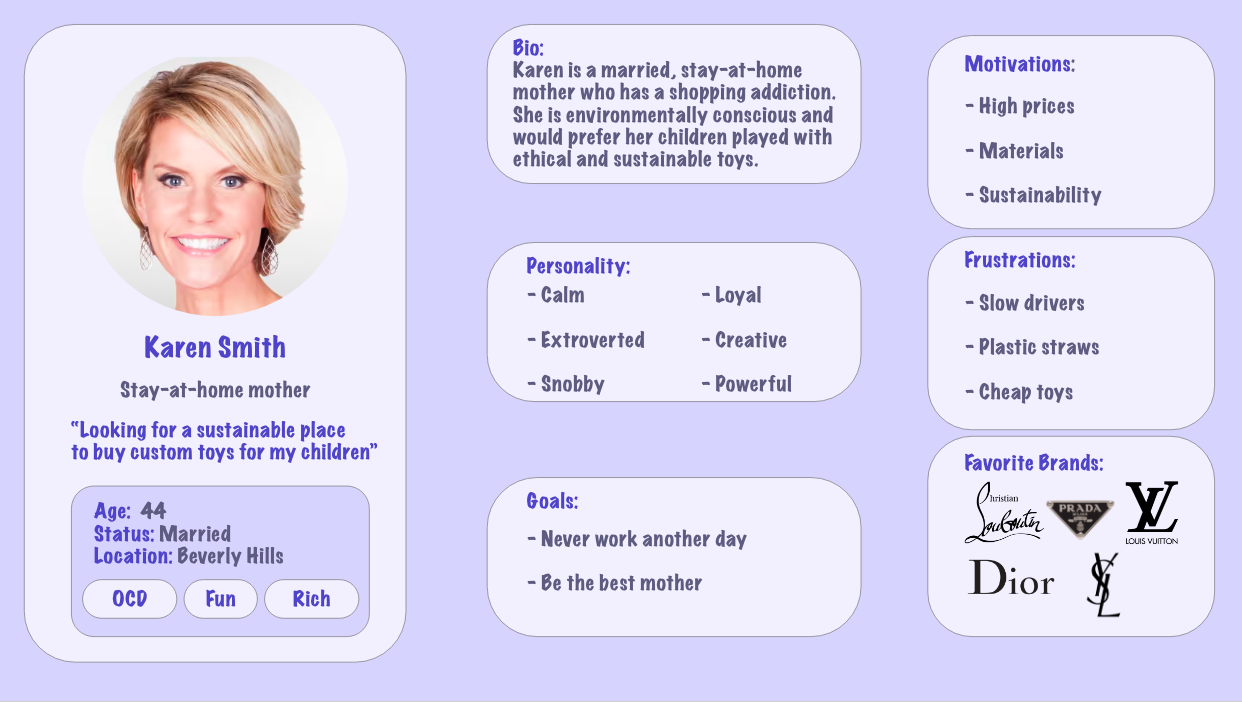 Karen Smith
Stay-at-home mother
"Looking for a sustainable place
to buy custom toys for my children"
Age: 44
Status: Married
Location: Beverly Hills
OCD Fun Rich
Bio:
Karen is a married, stay-at-home
mother who has a shopping addiction.
She is environmentally conscious and
would prefer her children played with
ethical and sustainable toys.
Personality:
- Calm - Loyal
- Extroverted - Creative
- Snobby - Powerful
Goals:
- Never work another day
- Be the best mother
Motivations:
- High prices
- Materials
- Sustainability
Frustrations:
- Slow drivers
- Plastic straws
- Cheap toys
Favorite Brands:
Christian
Louboutin
PRADA
MILANO
LV
LOUIS VUITTON
Dior
YSL